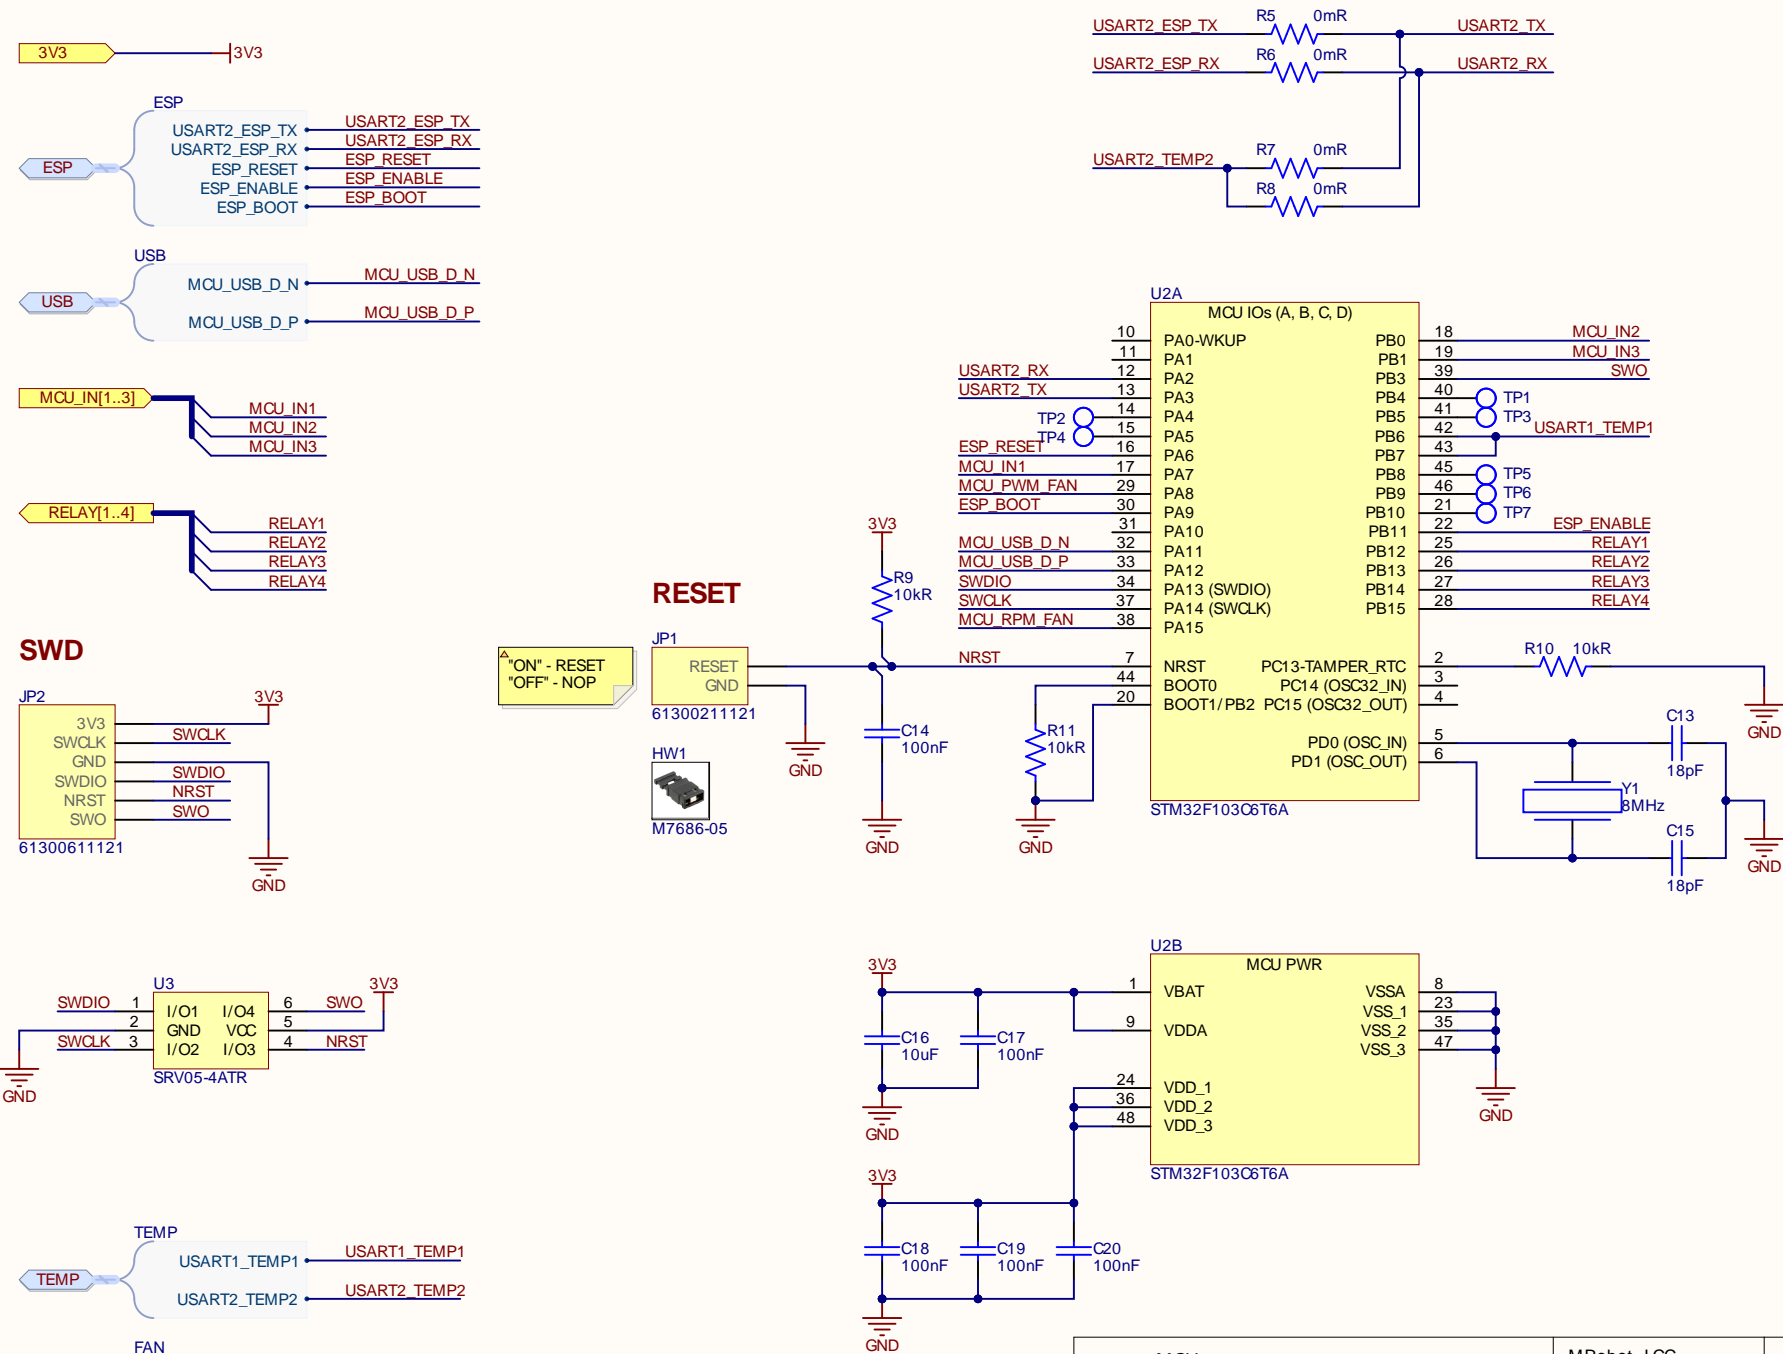 3V3
3V3
ESP
ESP
USART2_ESP_TX
USART2_ESP_TX
USART2_ESP_RX
USART2_ESP_RX
ESP_RESET
ESP_RESET
ESP_ENABLE
ESP_ENABLE
ESP_BOOT
ESP_BOOT
USB
USB
MCU_USB_D_N
MCU_USB_D_N
MCU_USB_D_P
MCU_USB_D_P
MCU_IN[1..3]
MCU_IN1
MCU_IN2
MCU_IN3
RELAY[1..4]
RELAY1
RELAY2
RELAY3
RELAY4
USART2_ESP_TX
R5 0mR
USART2_TX
USART2_ESP_RX
R6 0mR
USART2_RX
USART2_TEMP2
R7 0mR
R8 0mR
U2A
MCU IOs (A, B, C, D)
10 PA0-WKUP
11 PA1
USART2_RX 12 PA2
USART2_TX 13 PA3
TP2 14 PA4
TP4 15 PA5
ESP_RESET 16 PA6
MCU_IN1 17 PA7
MCU_PWM_FAN 29 PA8
ESP_BOOT 30 PA9
31 PA10
MCU_USB_D_N 32 PA11
MCU_USB_D_P 33 PA12
SWDIO 34 PA13 (SWDIO)
SWCLK 37 PA14 (SWCLK)
MCU_RPM_FAN 38 PA15
NRST 7 NRST
44 BOOT0
20 BOOT1/PB2
PB0 18 MCU_IN2
PB1 19 MCU_IN3
PB3 39 SWO
PB4 40 TP1
PB5 41 TP3
PB6 42 USART1_TEMP1
PB7 43
PB8 45 TP5
PB9 46 TP6
PB10 21 TP7
PB11 22 ESP_ENABLE
PB12 25 RELAY1
PB13 26 RELAY2
PB14 27 RELAY3
PB15 28 RELAY4
PC13-TAMPER_RTC 2
PC14 (OSC32_IN) 3
PC15 (OSC32_OUT) 4
PD0 (OSC_IN) 5
PD1 (OSC_OUT) 6
STM32F103C6T6A
R10 10kR
GND
C13
18pF
Y1
8MHz
C15
18pF
GND
3V3
R9
10kR
RESET
JP1
RESET
GND
61300211121
"ON" - RESET
"OFF" - NOP
HW1
M7686-05
GND
C14
100nF
GND
R11
10kR
GND
SWD
JP2
3V3
SWCLK
GND
SWDIO
NRST
SWO
61300611121
3V3
SWCLK
SWDIO
NRST
SWO
GND
U3
SWDIO 1 I/O1 I/O4 6 SWO
2 GND VCC 5
SWCLK 3 I/O2 I/O3 4 NRST
SRV05-4ATR
3V3
GND
U2B
MCU PWR
1 VBAT
9 VDDA
24 VDD_1
36 VDD_2
48 VDD_3
VSSA 8
VSS_1 23
VSS_2 35
VSS_3 47
STM32F103C6T6A
GND
3V3
C16
10uF
C17
100nF
GND
3V3
C18
100nF
C19
100nF
C20
100nF
GND
TEMP
TEMP
USART1_TEMP1
USART1_TEMP1
USART2_TEMP2
USART2_TEMP2
FAN